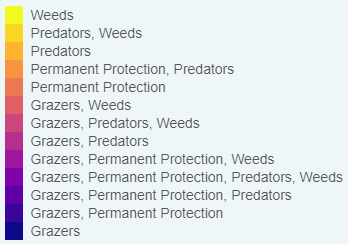 Weeds
Predators, Weeds
Predators
Permanent Protection, Predators
Permanent Protection
Grazers, Weeds
Grazers, Predators, Weeds
Grazers, Predators
Grazers, Permanent Protection, Weeds
Grazers, Permanent Protection, Predators, Weeds
Grazers, Permanent Protection, Predators
Grazers, Permanent Protection
Grazers